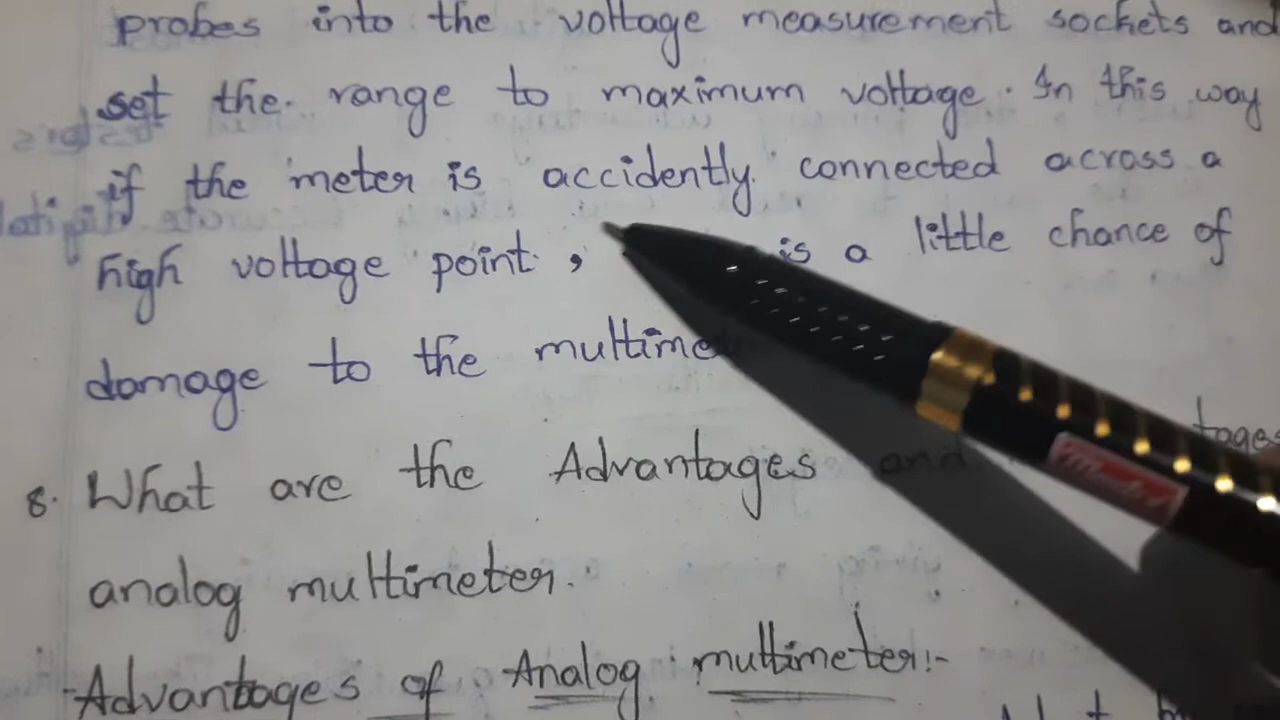 probes into the voltage measurement sockets and
set the range to maximum voltage. In this way
if the meter is accidently connected across a
high voltage point, is a little chance of
damage to the
8. What are the Advantages and
analog multimeter.
Advantages of Analog multimeter:-